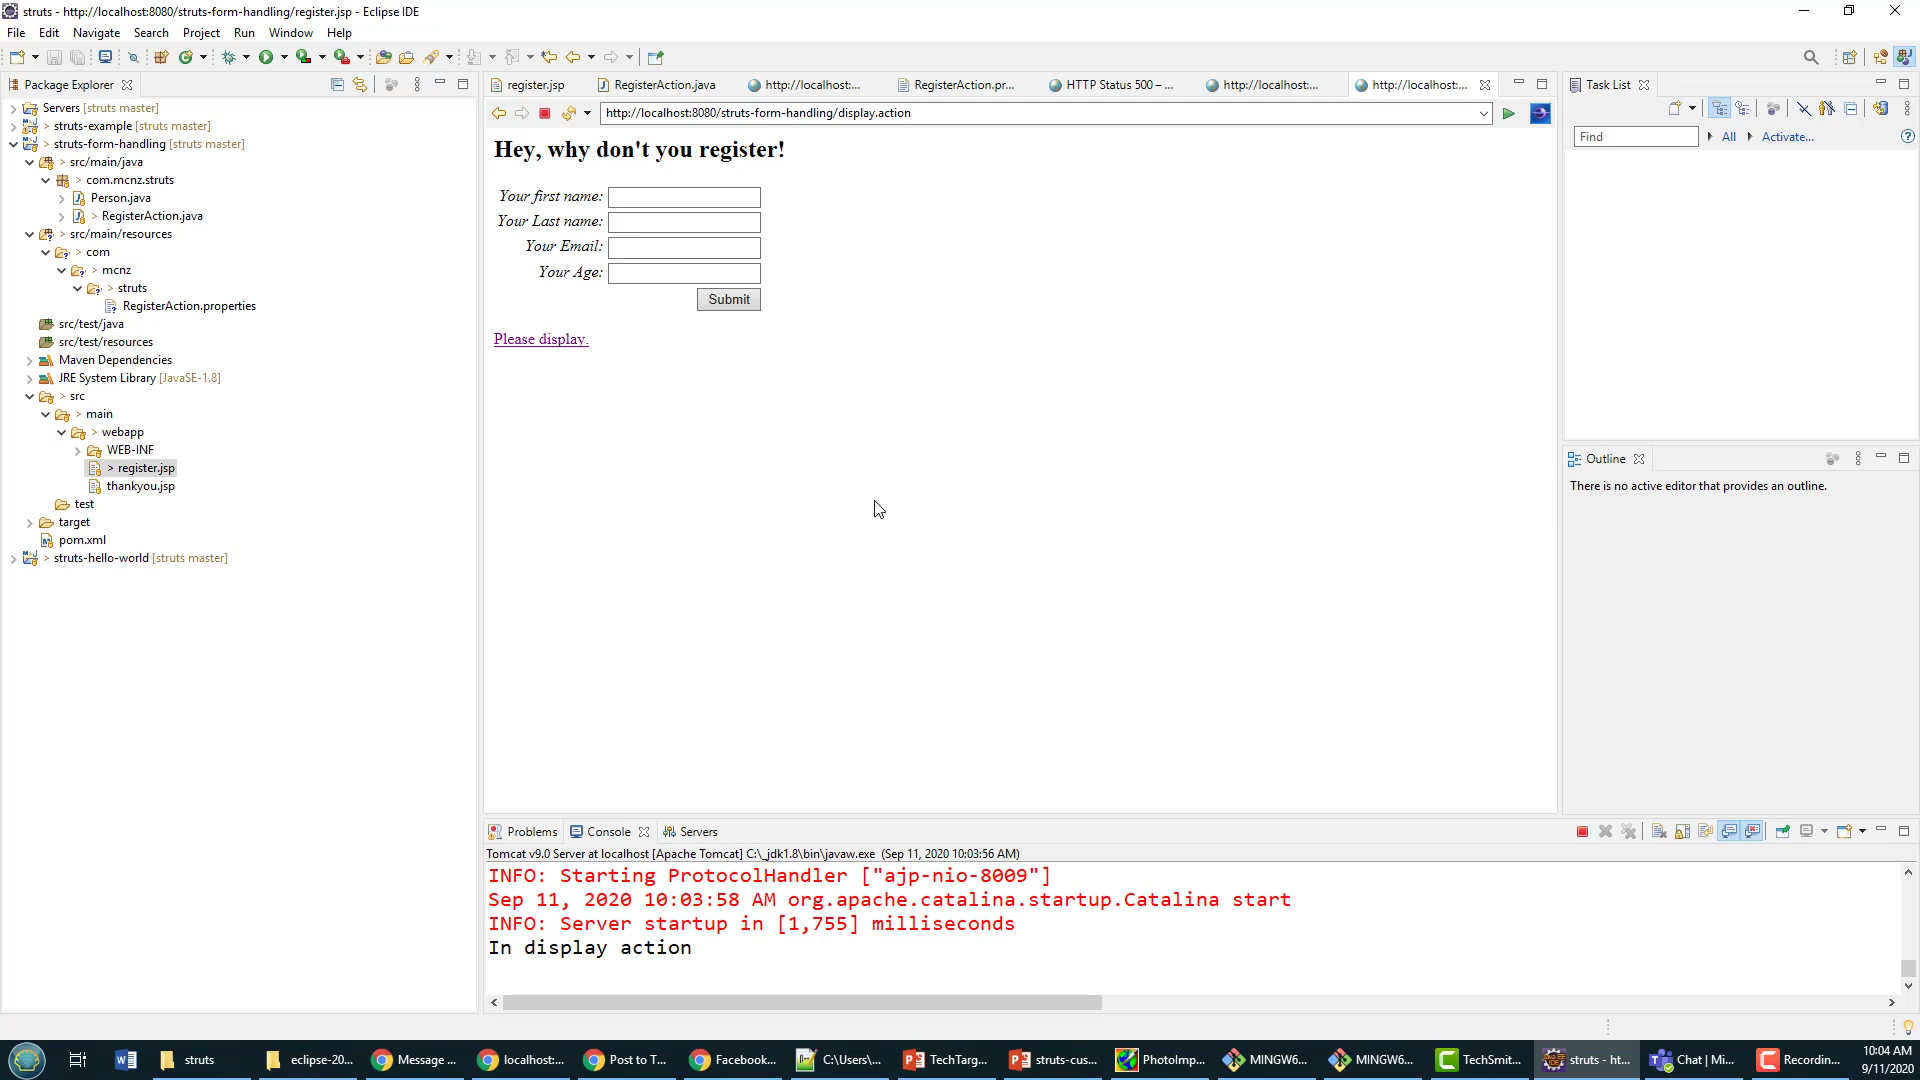 struts - http://localhost:8080/struts-form-handling/register.jsp - Eclipse IDE
File Edit Navigate Search Project Run Window Help
Package Explorer
register.jsp
RegisterAction.java
http://localhost:...
RegisterAction.pr...
HTTP Status 500 – ...
http://localhost:...
http://localhost:...
Task List
http://localhost:8080/struts-form-handling/display.action
Find
All
Activate...
Servers [struts master]
> struts-example [struts master]
> struts-form-handling [struts master]
> src/main/java
> com.mcnz.struts
Person.java
> RegisterAction.java
> src/main/resources
> com
> mcnz
> struts
RegisterAction.properties
src/test/java
src/test/resources
Maven Dependencies
JRE System Library [JavaSE-1.8]
> src
> main
> webapp
WEB-INF
> register.jsp
thankyou.jsp
test
target
pom.xml
> struts-hello-world [struts master]
Hey, why don't you register!
Your first name:
Your Last name:
Your Email:
Your Age:
Submit
Please display.
Outline
There is no active editor that provides an outline.
Problems
Console
Servers
Tomcat v9.0 Server at localhost [Apache Tomcat] C:\_jdk1.8\bin\javaw.exe (Sep 11, 2020 10:03:56 AM)
INFO: Starting ProtocolHandler ["ajp-nio-8009"]
Sep 11, 2020 10:03:58 AM org.apache.catalina.startup.Catalina start
INFO: Server startup in [1,755] milliseconds
In display action
struts
eclipse-20...
Message ...
localhost:...
Post to T...
Facebook...
C:\Users\...
TechTarg...
struts-cus...
PhotoImp...
MINGW6...
MINGW6...
TechSmit...
struts - ht...
Chat | Mi...
Recordin...
10:04 AM
9/11/2020